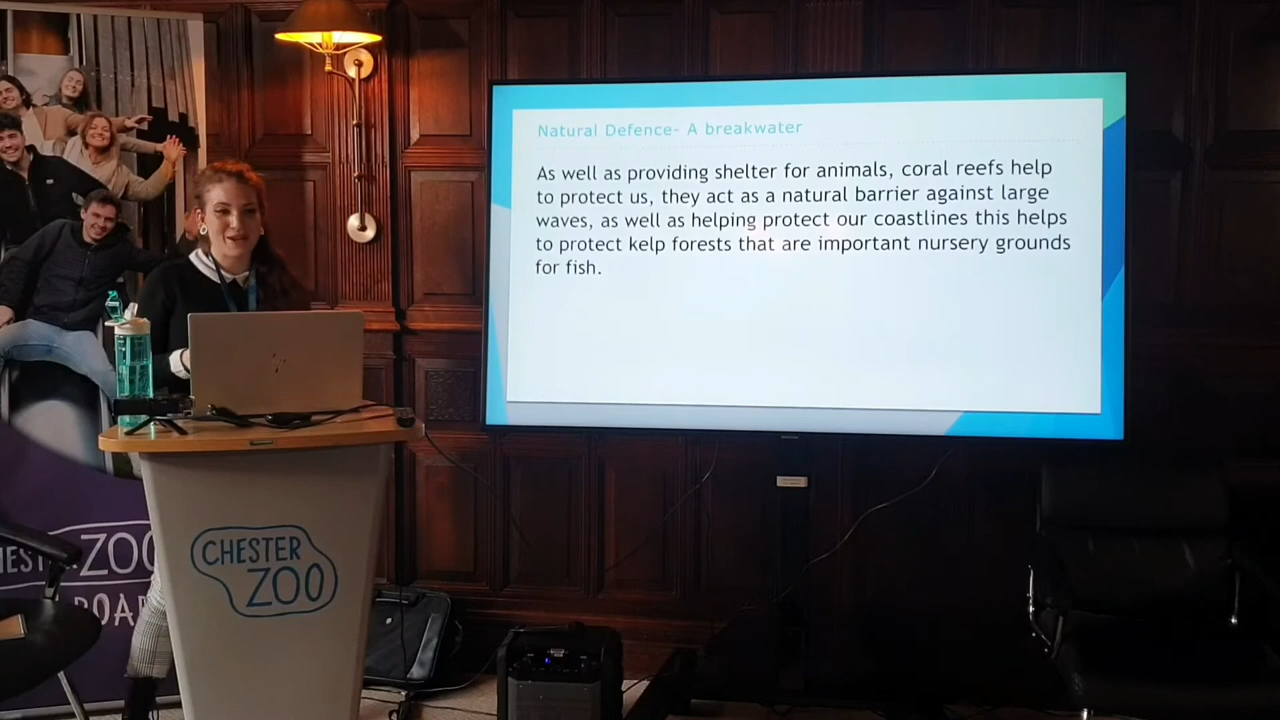 Natural Defence- A breakwater
As well as providing shelter for animals, coral reefs help
to protect us, they act as a natural barrier against large
waves, as well as helping protect our coastlines this helps
to protect kelp forests that are important nursery grounds
for fish.
CHESTER
ZOO
ZOO